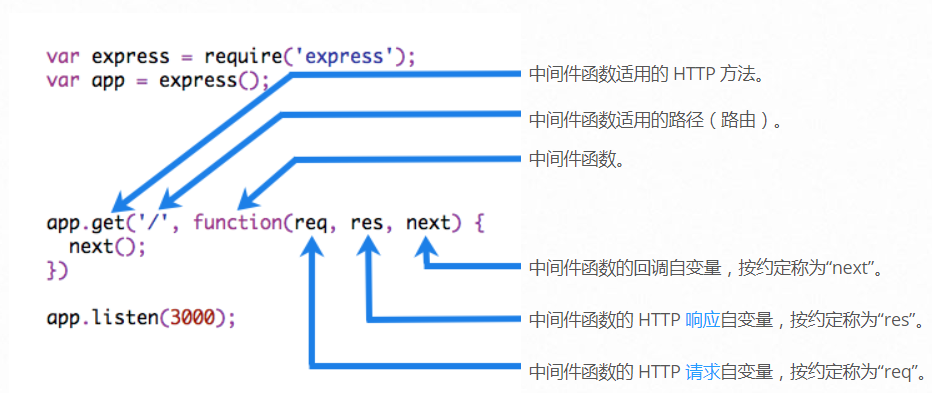 var express = require('express');
var app = express();
中间件函数适用的 HTTP 方法。
中间件函数适用的路径（路由）。
中间件函数。
app.get('/', function(req, res, next) {
next();
})
中间件函数的回调自变量，按约定称为“next”。
app.listen(3000);
中间件函数的 HTTP 响应自变量，按约定称为“res”。
中间件函数的 HTTP 请求自变量，按约定称为“req”。